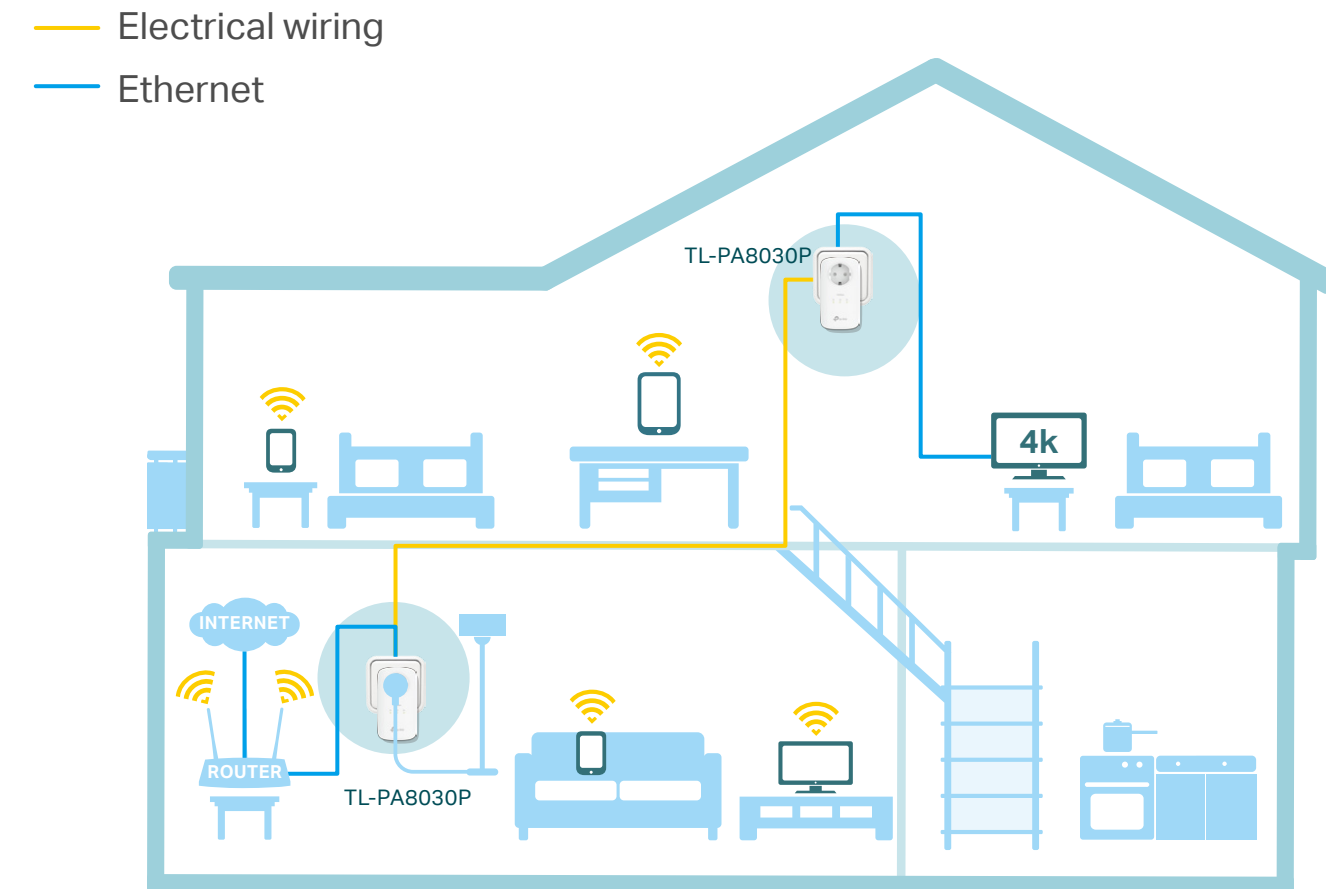 Electrical wiring
Ethernet
TL-PA8030P
4k
INTERNET
ROUTER
TL-PA8030P